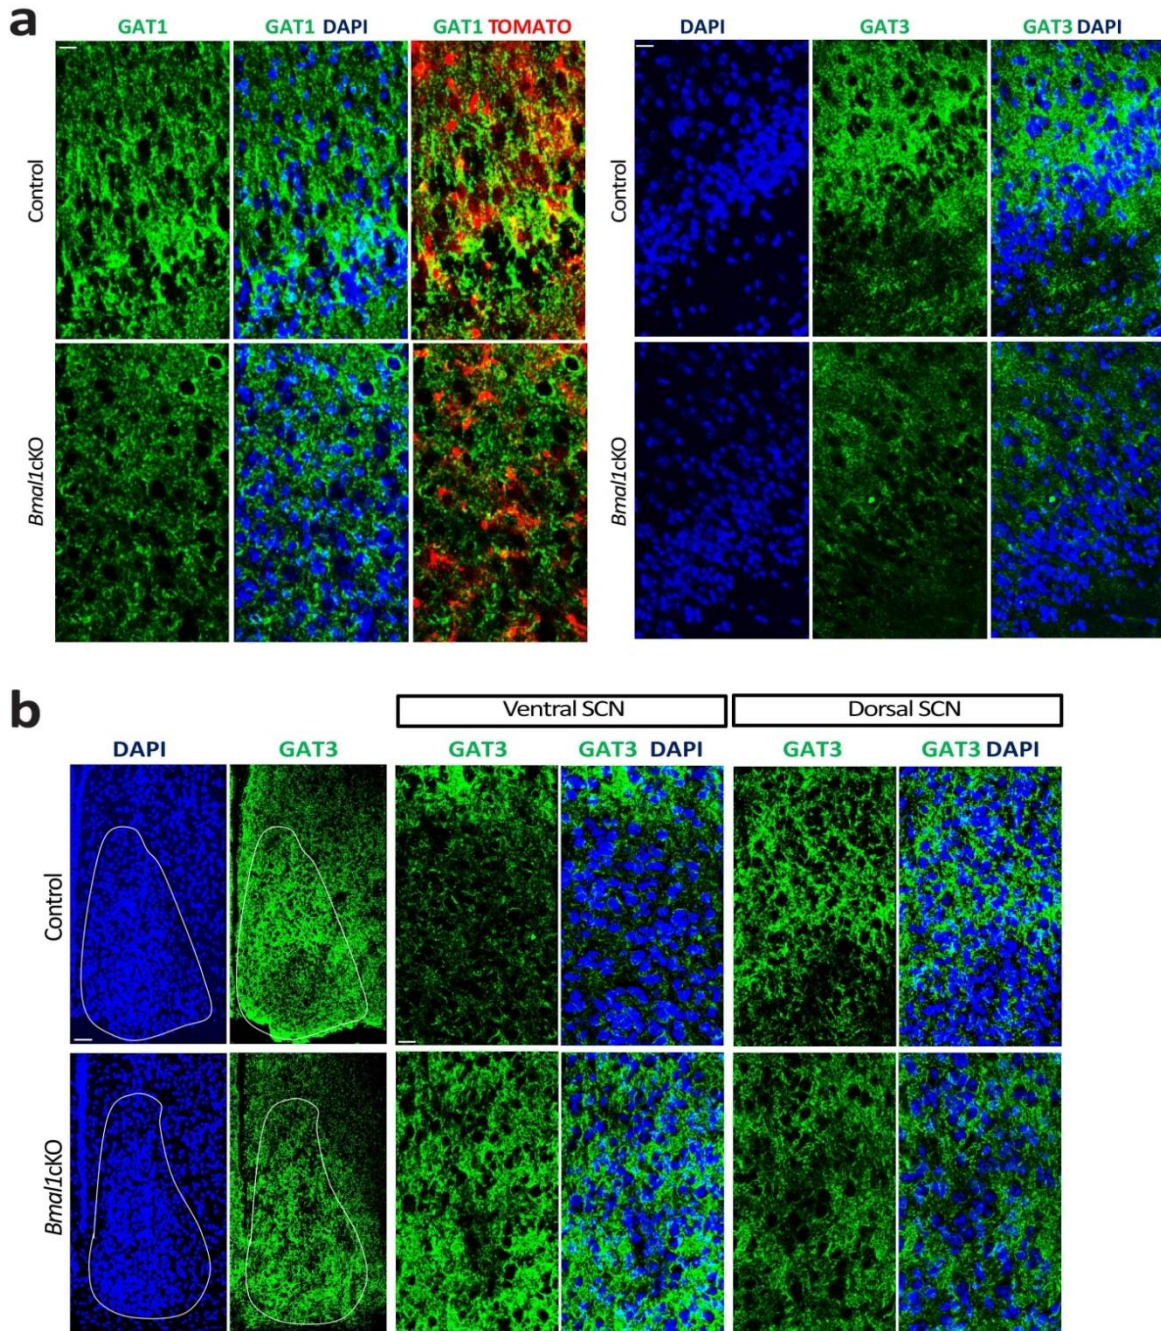 a
GAT1 GAT1 DAPI GAT1 TOMATO DAPI GAT3 GAT3 DAPI
Control Control
Bmal1cKO Bmal1cKO
b
Ventral SCN Dorsal SCN
DAPI GAT3 GAT3 GAT3 DAPI GAT3 GAT3 DAPI
Control
Bmal1cKO